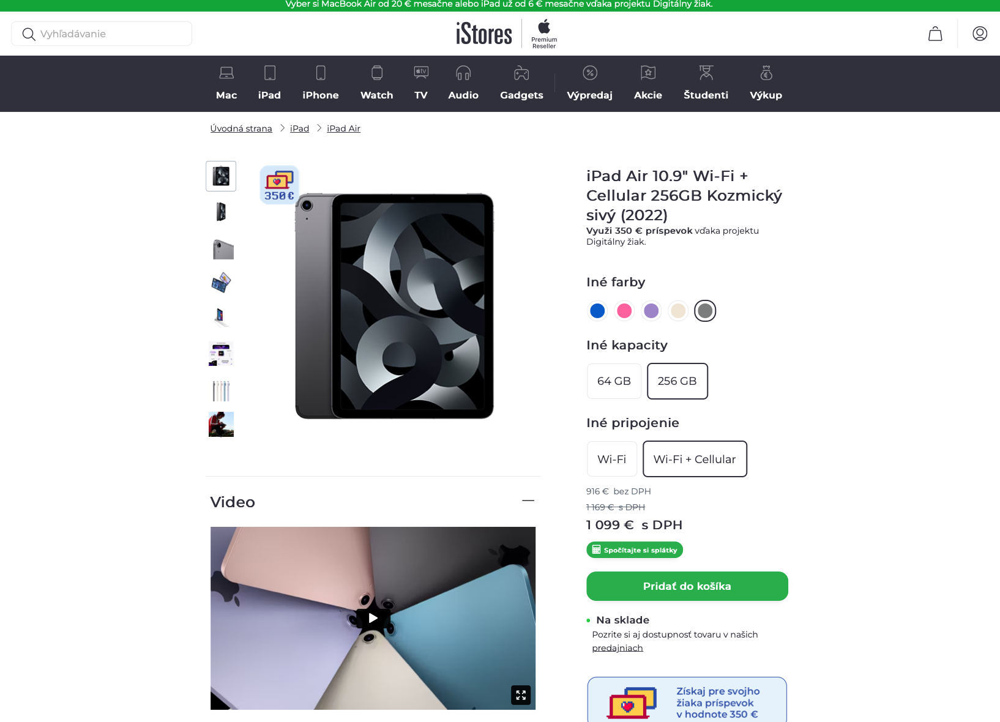 Vyber si MacBook Air od 20 € mesačne alebo iPad už od 6 € mesačne vďaka projektu Digitálny žiak.
Vyhľadávanie
iStores
Premium
Reseller
Mac
iPad
iPhone
Watch
tv
TV
Audio
Gadgets
Výpredaj
Akcie
Študenti
Výkup
Úvodná strana
iPad
iPad Air
350 €
iPad Air 10.9" Wi-Fi +
Cellular 256GB Kozmický
sivý (2022)
Využi 350 € príspevok vďaka projektu
Digitálny žiak.
Iné farby
Iné kapacity
64 GB
256 GB
Iné pripojenie
Wi-Fi
Wi-Fi + Cellular
916 € bez DPH
1 169 € s DPH
1 099 € s DPH
Spočítajte si splátky
Pridať do košíka
Na sklade
Pozrite si aj dostupnosť tovaru v našich
predajniach
Získaj pre svojho
žiaka príspevok
v hodnote 350 €
Video